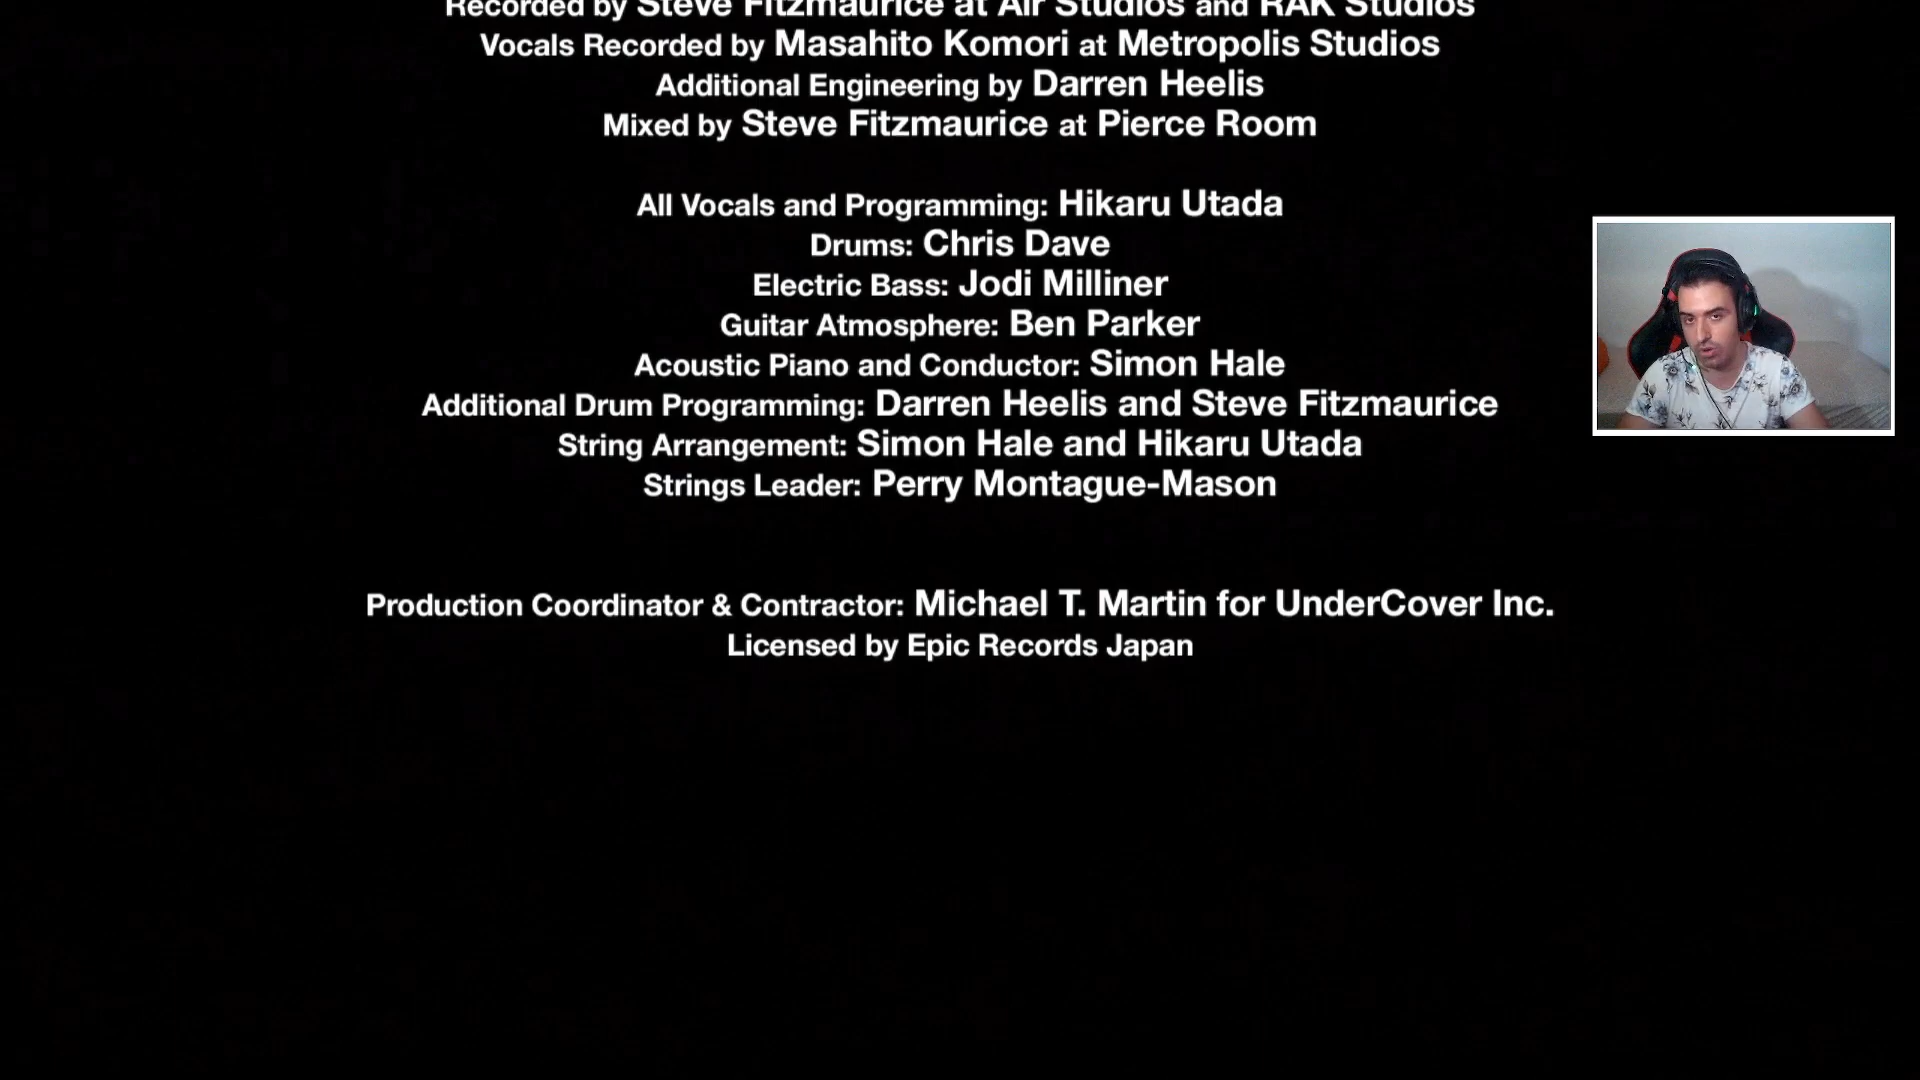 Recorded by Steve Fitzmaurice at Air Studios and RAK Studios
Vocals Recorded by Masahito Komori at Metropolis Studios
Additional Engineering by Darren Heelis
Mixed by Steve Fitzmaurice at Pierce Room
All Vocals and Programming: Hikaru Utada
Drums: Chris Dave
Electric Bass: Jodi Milliner
Guitar Atmosphere: Ben Parker
Acoustic Piano and Conductor: Simon Hale
Additional Drum Programming: Darren Heelis and Steve Fitzmaurice
String Arrangement: Simon Hale and Hikaru Utada
Strings Leader: Perry Montague-Mason
Production Coordinator & Contractor: Michael T. Martin for UnderCover Inc.
Licensed by Epic Records Japan